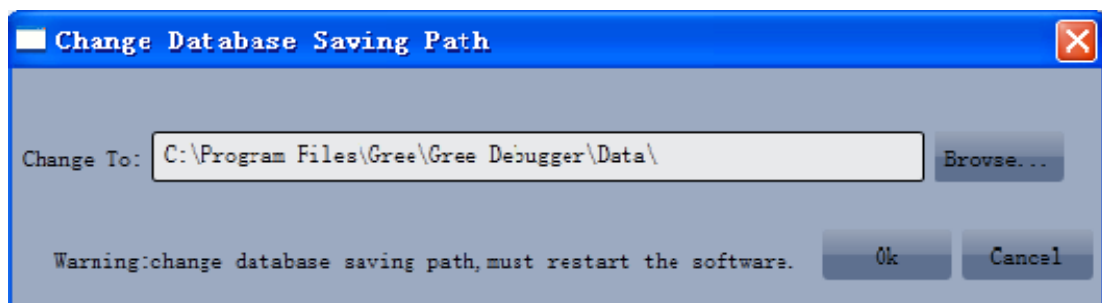 Change Database Saving Path
Change To: C:\Program Files\Gree\Gree Debugger\Data\ Browse...
Warning:change database saving path,must restart the software. Ok Cancel